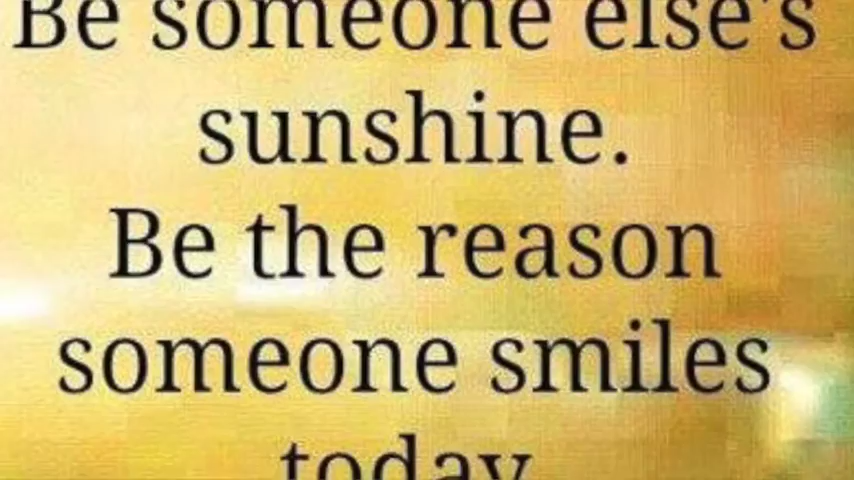 Be someone else's
sunshine.
Be the reason
someone smiles
today